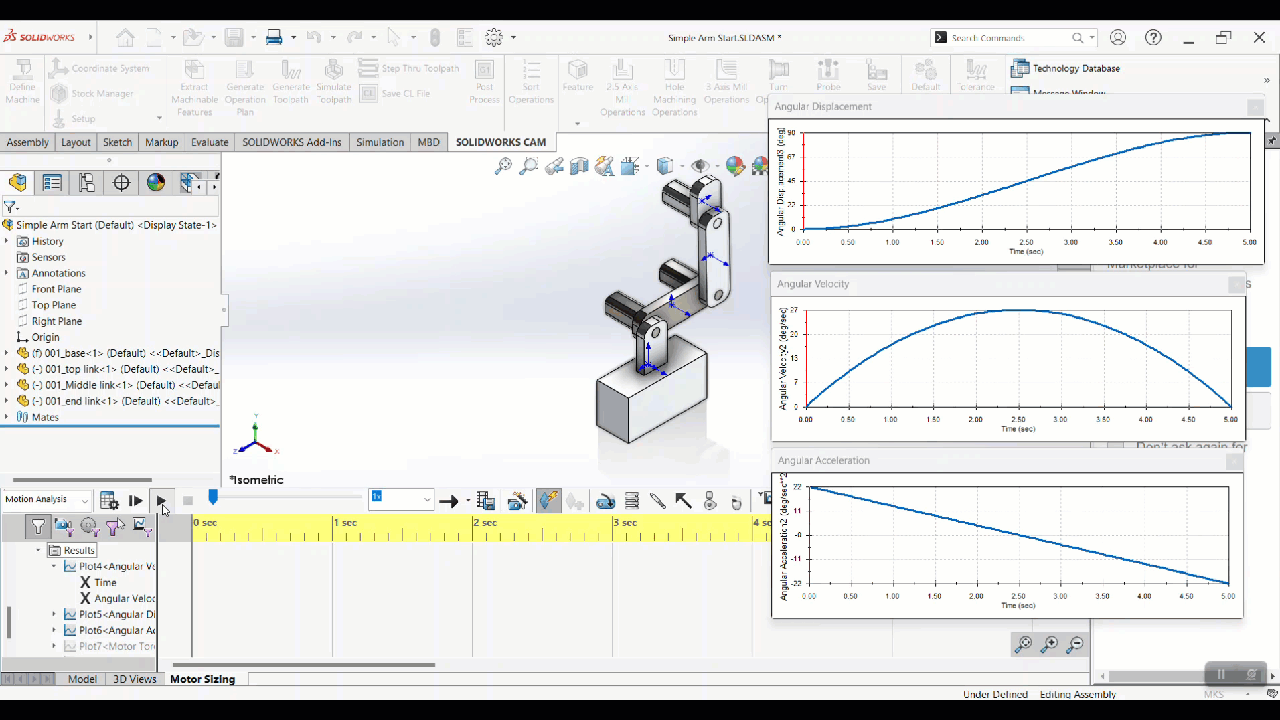 SOLIDWORKS
Simple Arm Start.SLDASM *
Search Commands
Define Machine
Coordinate System
Stock Manager
Setup
Extract Machinable Features
Generate Operation Plan
Generate Toolpath
Simulate Toolpath
Step Thru Toolpath
Save CL File
Post Process
Sort Operations
Feature
2.5 Axis Mill Operations
Hole Machining Operations
3 Axis Mill Operations
Turn
Probe
Save
Default
Tolerance
Technology Database
Message Window
Assembly Layout Sketch Markup Evaluate SOLIDWORKS Add-Ins Simulation MBD SOLIDWORKS CAM
Simple Arm Start (Default) <Display State-1>
History
Sensors
Annotations
Front Plane
Top Plane
Right Plane
Origin
(f) 001_base<1> (Default) <<Default>_Dis
(-) 001_top link<1> (Default) <<Default>_
(-) 001_Middle link<1> (Default) <<Default
(-) 001_end link<1> (Default) <<Default>_
Mates
Y
Z
X
*Isometric
Angular Displacement
Angular Displacement3 (deg)
90
67
45
22
0
0.00 0.50 1.00 1.50 2.00 2.50 3.00 3.50 4.00 4.50 5.00
Time (sec)
Angular Velocity
Angular Velocity2 (deg/sec)
27
20
13
7
0
0.00 0.50 1.00 1.50 2.00 2.50 3.00 3.50 4.00 4.50 5.00
Time (sec)
Don't ask again for
Angular Acceleration
Angular Acceleration2 (deg/sec**2
22
11
-0
-11
-22
0.00 0.50 1.00 1.50 2.00 2.50 3.00 3.50 4.00 4.50 5.00
Time (sec)
Motion Analysis
1x
0 sec 1 sec 2 sec 3 sec 4 s
Results
Plot4<Angular Ve
Time
Angular Veloc
Plot5<Angular Di
Plot6<Angular Ac
Plot7<Motor Tor
Model 3D Views Motor Sizing
Under Defined Editing Assembly MKS